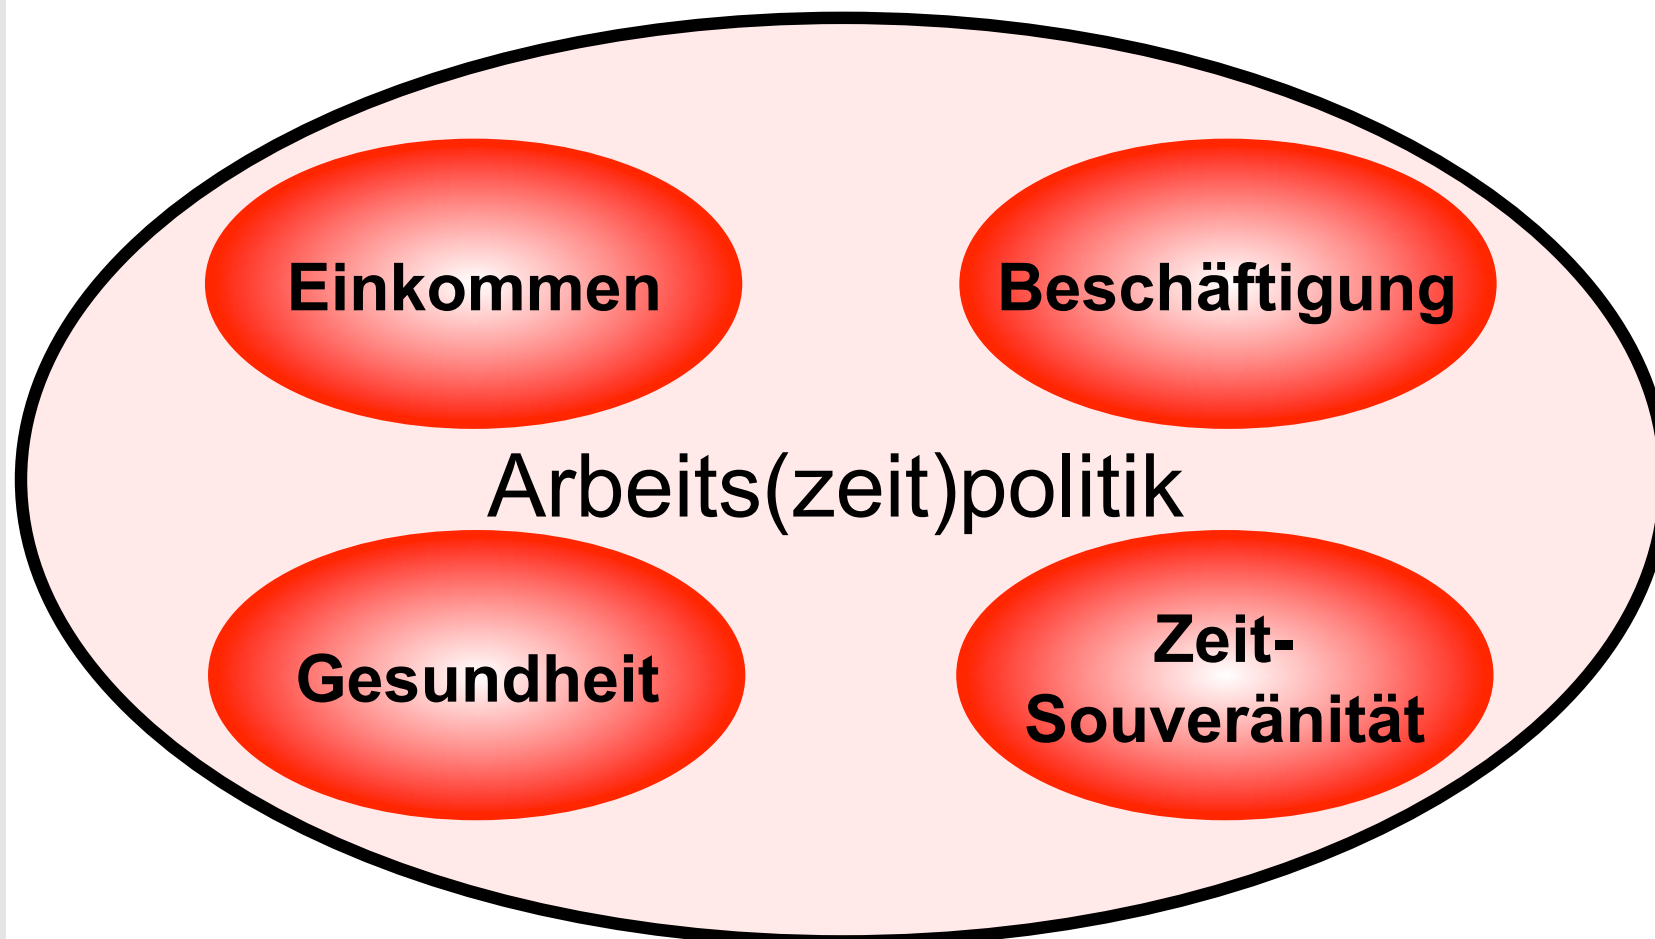 Einkommen
Beschäftigung
Arbeits(zeit)politik
Gesundheit
Zeit-
Souveränität